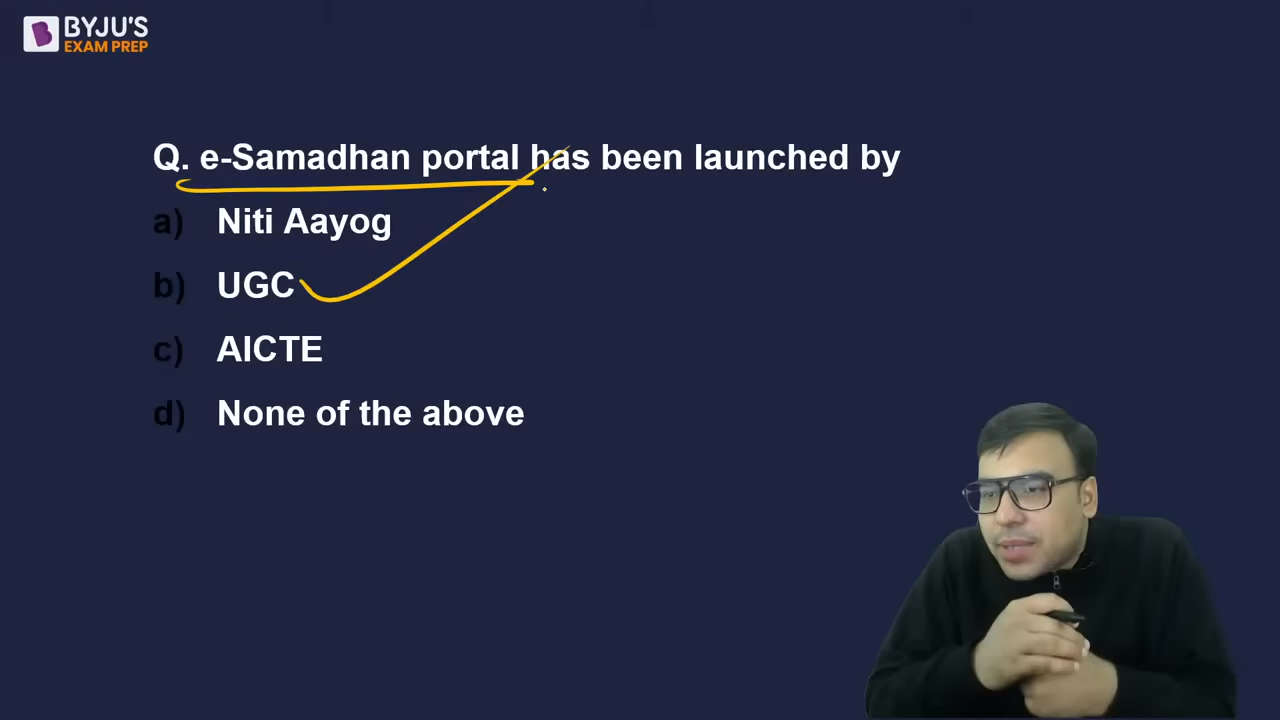 BYJU'S
EXAM PREP
Q. e-Samadhan portal has been launched by
a) Niti Aayog
b) UGC
c) AICTE
d) None of the above